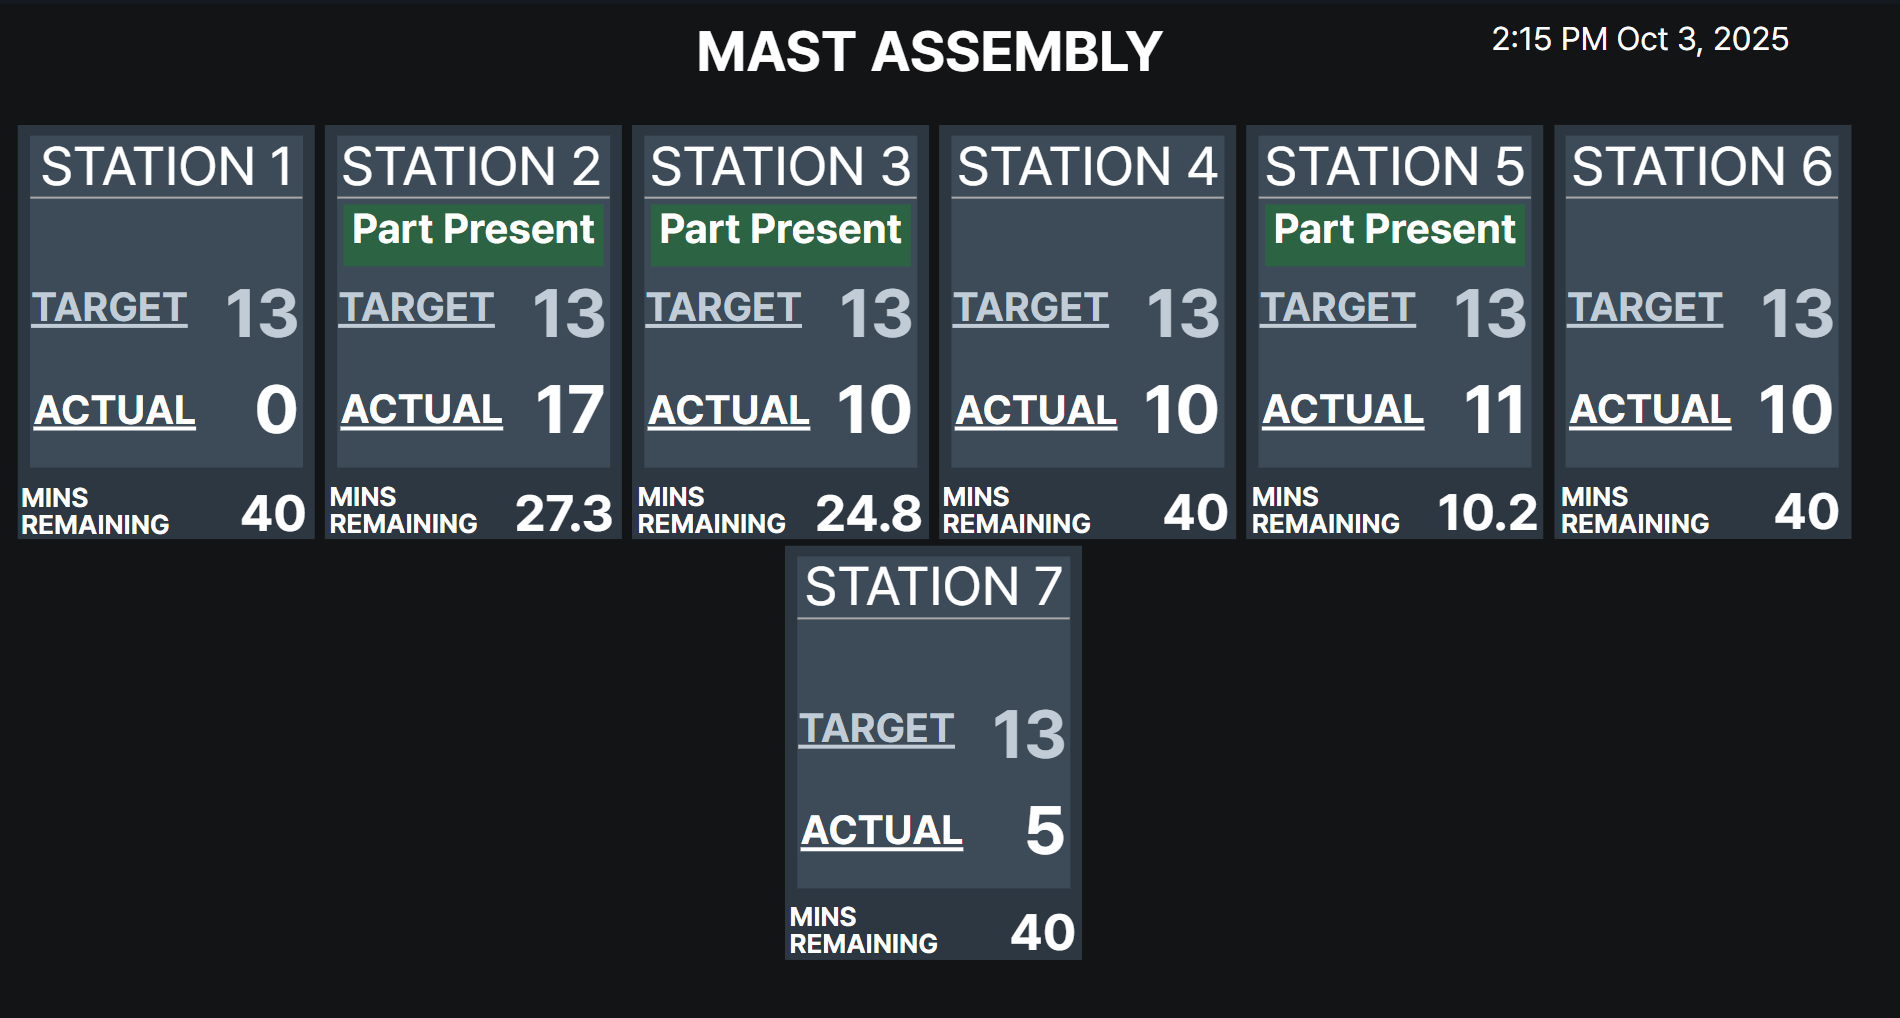 MAST ASSEMBLY
2:15 PM Oct 3, 2025
STATION 1
TARGET 13
ACTUAL 0
MINS
REMAINING 40
STATION 2
Part Present
TARGET 13
ACTUAL 17
MINS
REMAINING 27.3
STATION 3
Part Present
TARGET 13
ACTUAL 10
MINS
REMAINING 24.8
STATION 4
TARGET 13
ACTUAL 10
MINS
REMAINING 40
STATION 5
Part Present
TARGET 13
ACTUAL 11
MINS
REMAINING 10.2
STATION 6
TARGET 13
ACTUAL 10
MINS
REMAINING 40
STATION 7
TARGET 13
ACTUAL 5
MINS
REMAINING 40